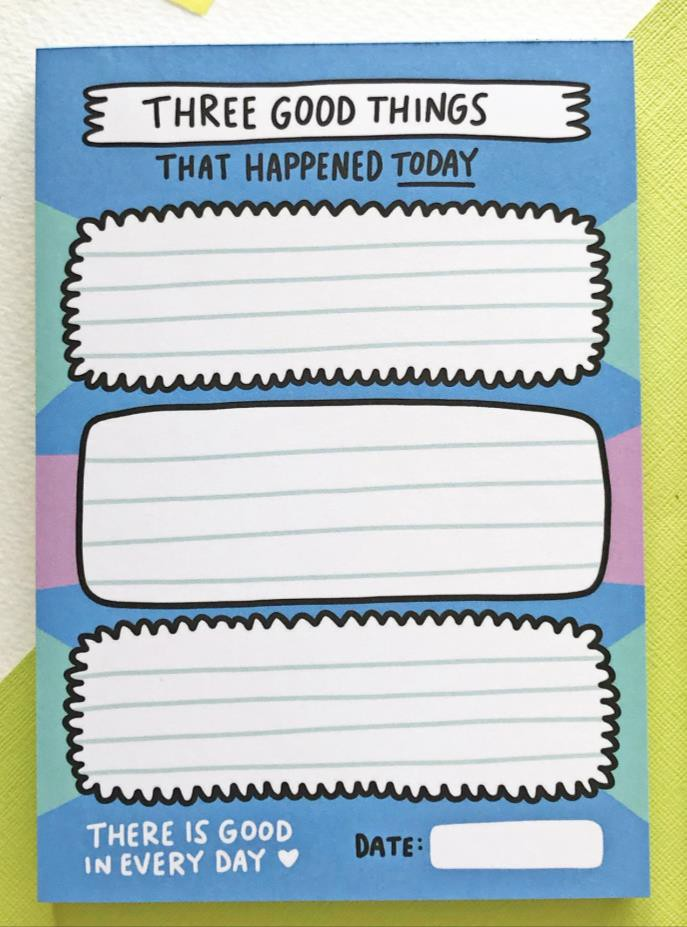 THREE GOOD THINGS
THAT HAPPENED TODAY
THERE IS GOOD
IN EVERY DAY ♥
DATE: